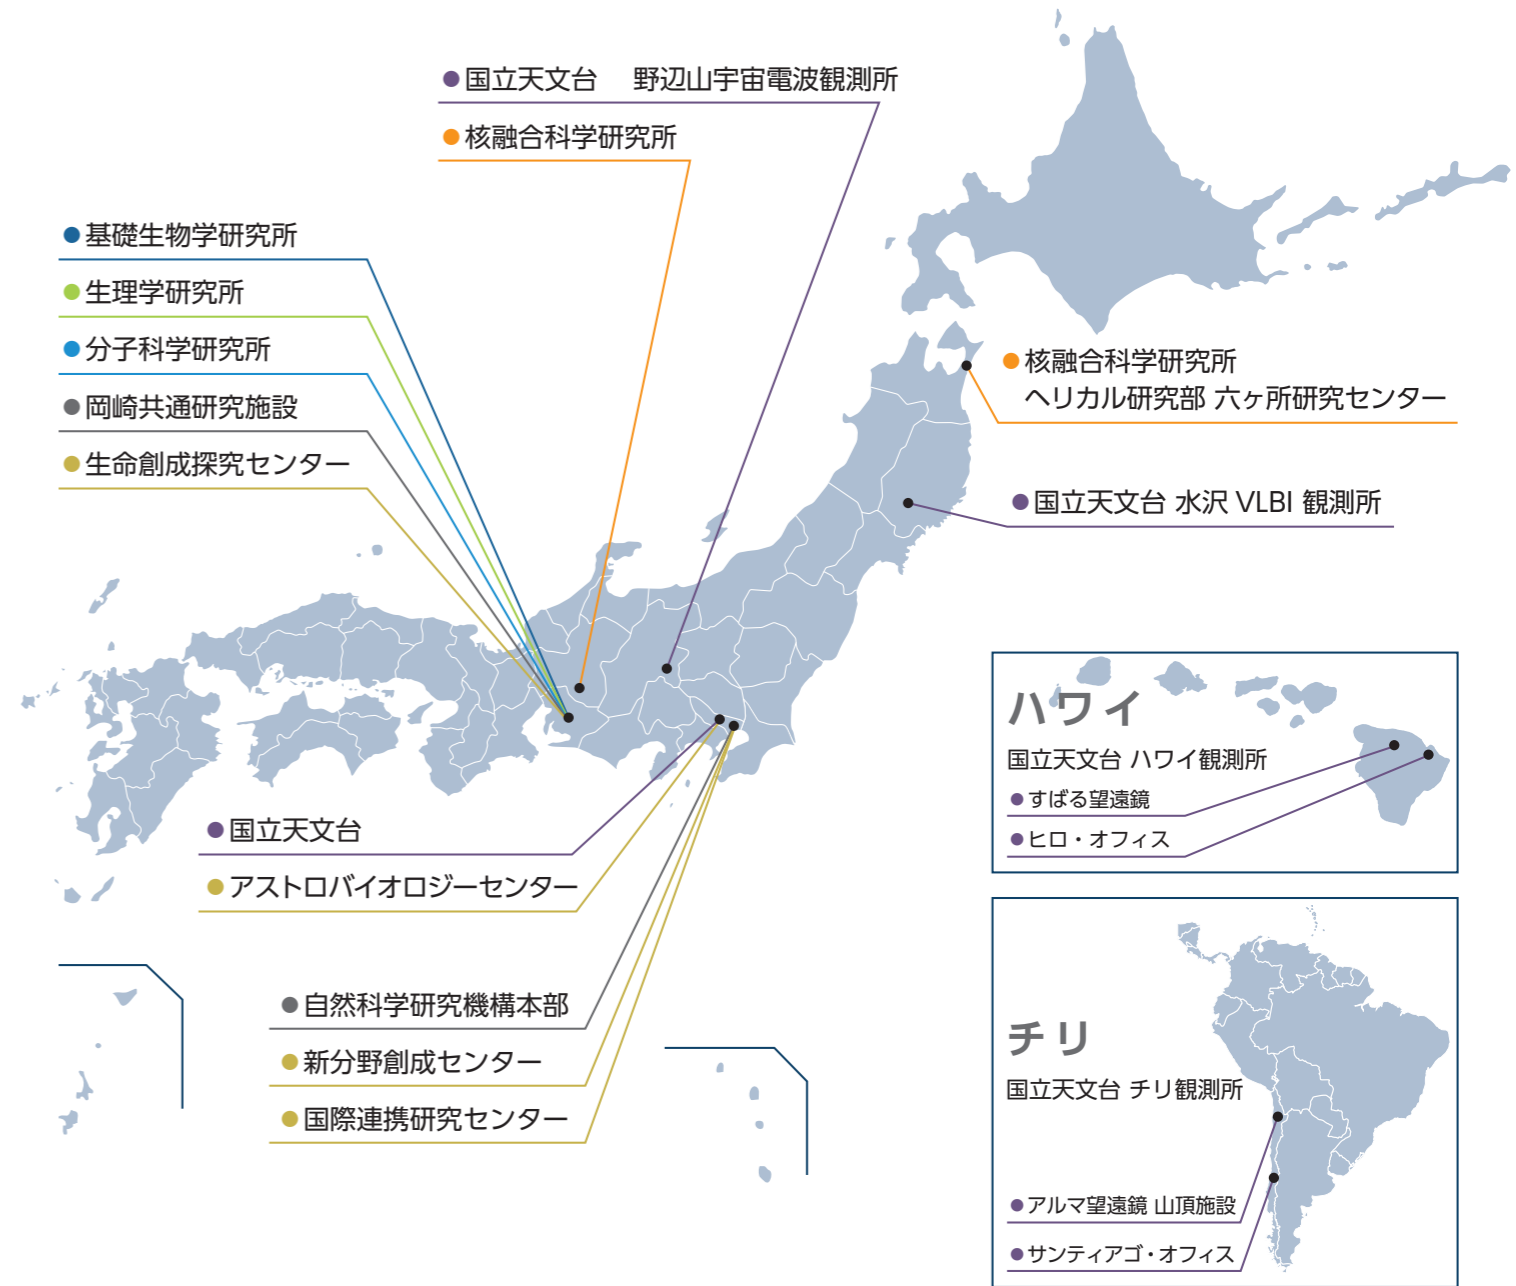 国立天文台 野辺山宇宙電波観測所
核融合科学研究所
基礎生物学研究所
生理学研究所
分子科学研究所
岡崎共通研究施設
生命創成探究センター
核融合科学研究所
ヘリカル研究部 六ヶ所研究センター
国立天文台 水沢 VLBI 観測所
国立天文台
アストロバイオロジーセンター
自然科学研究機構本部
新分野創成センター
国際連携研究センター
ハワイ
国立天文台 ハワイ観測所
すばる望遠鏡
ヒロ・オフィス
チリ
国立天文台 チリ観測所
アルマ望遠鏡 山頂施設
サンティアゴ・オフィス